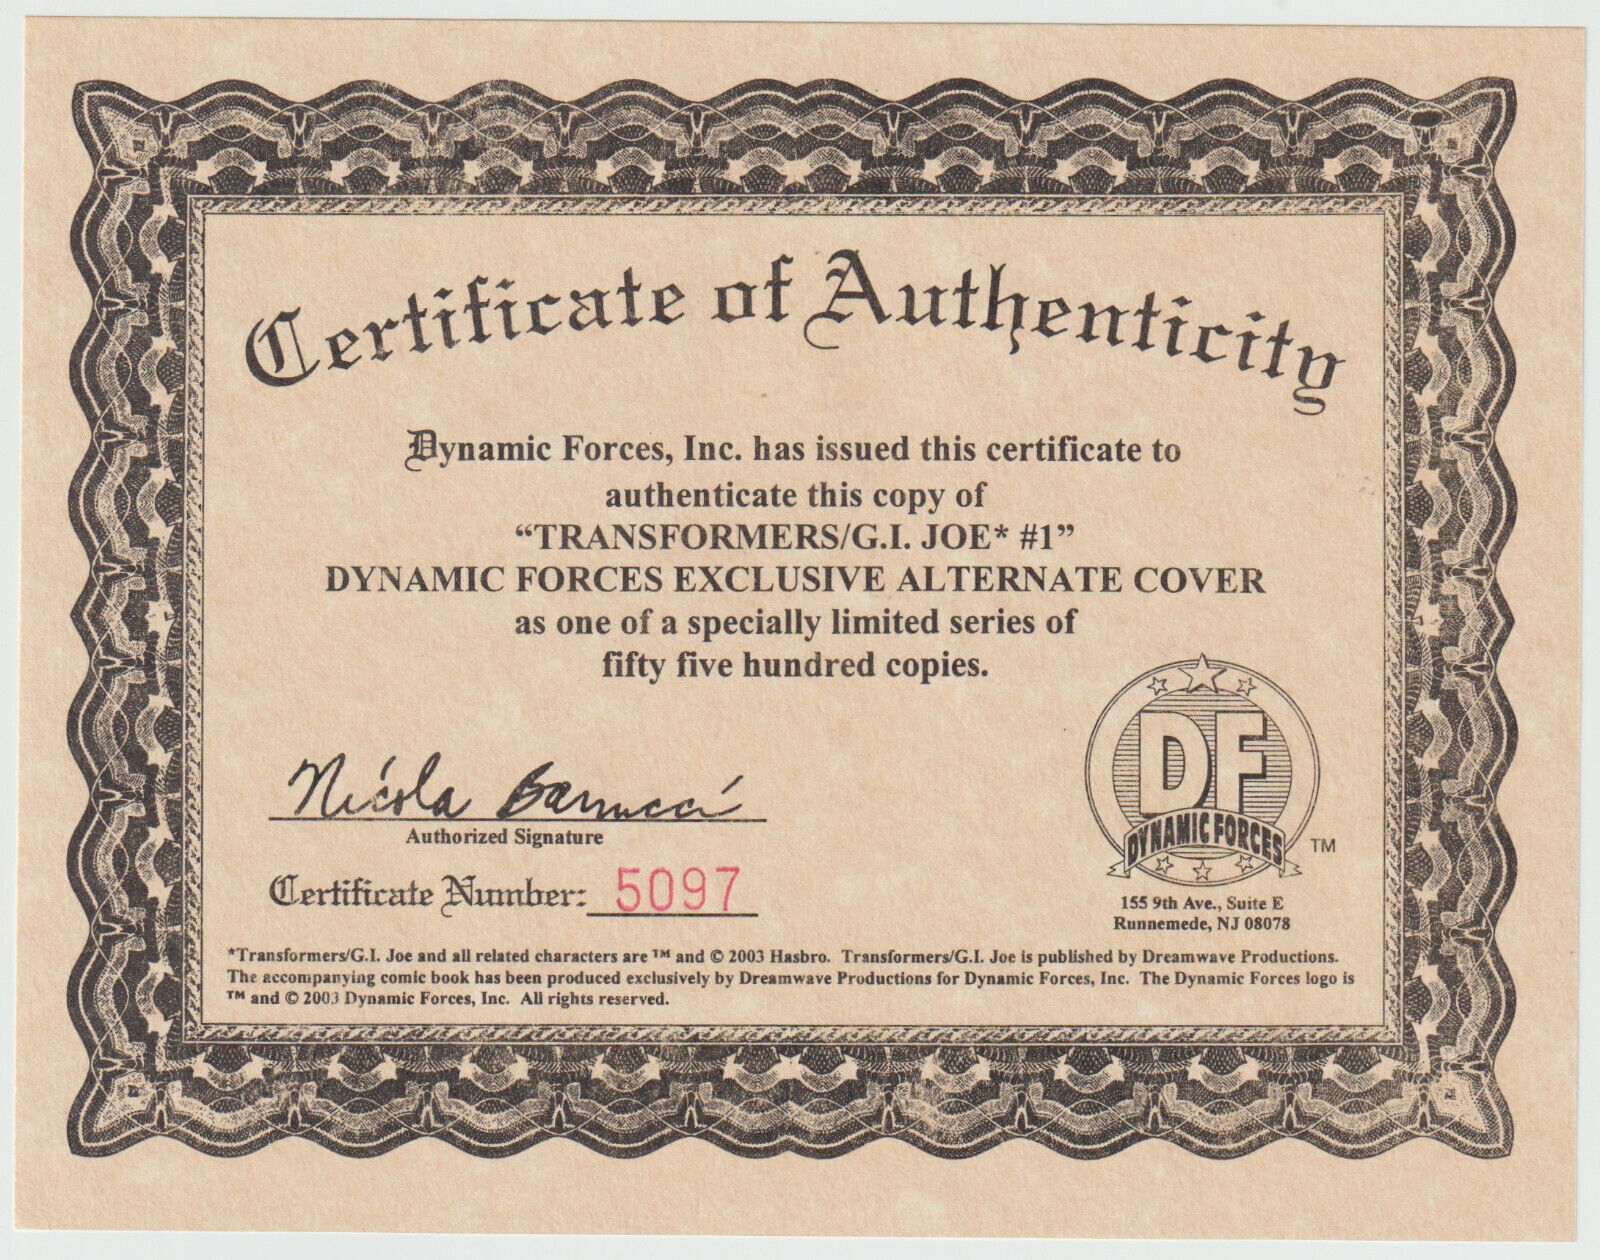 Certificate of Authenticity
Dynamic Forces, Inc. has issued this certificate to
authenticate this copy of
“TRANSFORMERS/G.I. JOE* #1”
DYNAMIC FORCES EXCLUSIVE ALTERNATE COVER
as one of a specially limited series of
fifty five hundred copies.
Nicola Barrucci
Authorized Signature
Certificate Number: 5097
DF
DYNAMIC FORCES
TM
155 9th Ave., Suite E
Runnemede, NJ 08078
*Transformers/G.I. Joe and all related characters are ™ and © 2003 Hasbro. Transformers/G.I. Joe is published by Dreamwave Productions.
The accompanying comic book has been produced exclusively by Dreamwave Productions for Dynamic Forces, Inc. The Dynamic Forces logo is
™ and © 2003 Dynamic Forces, Inc. All rights reserved.